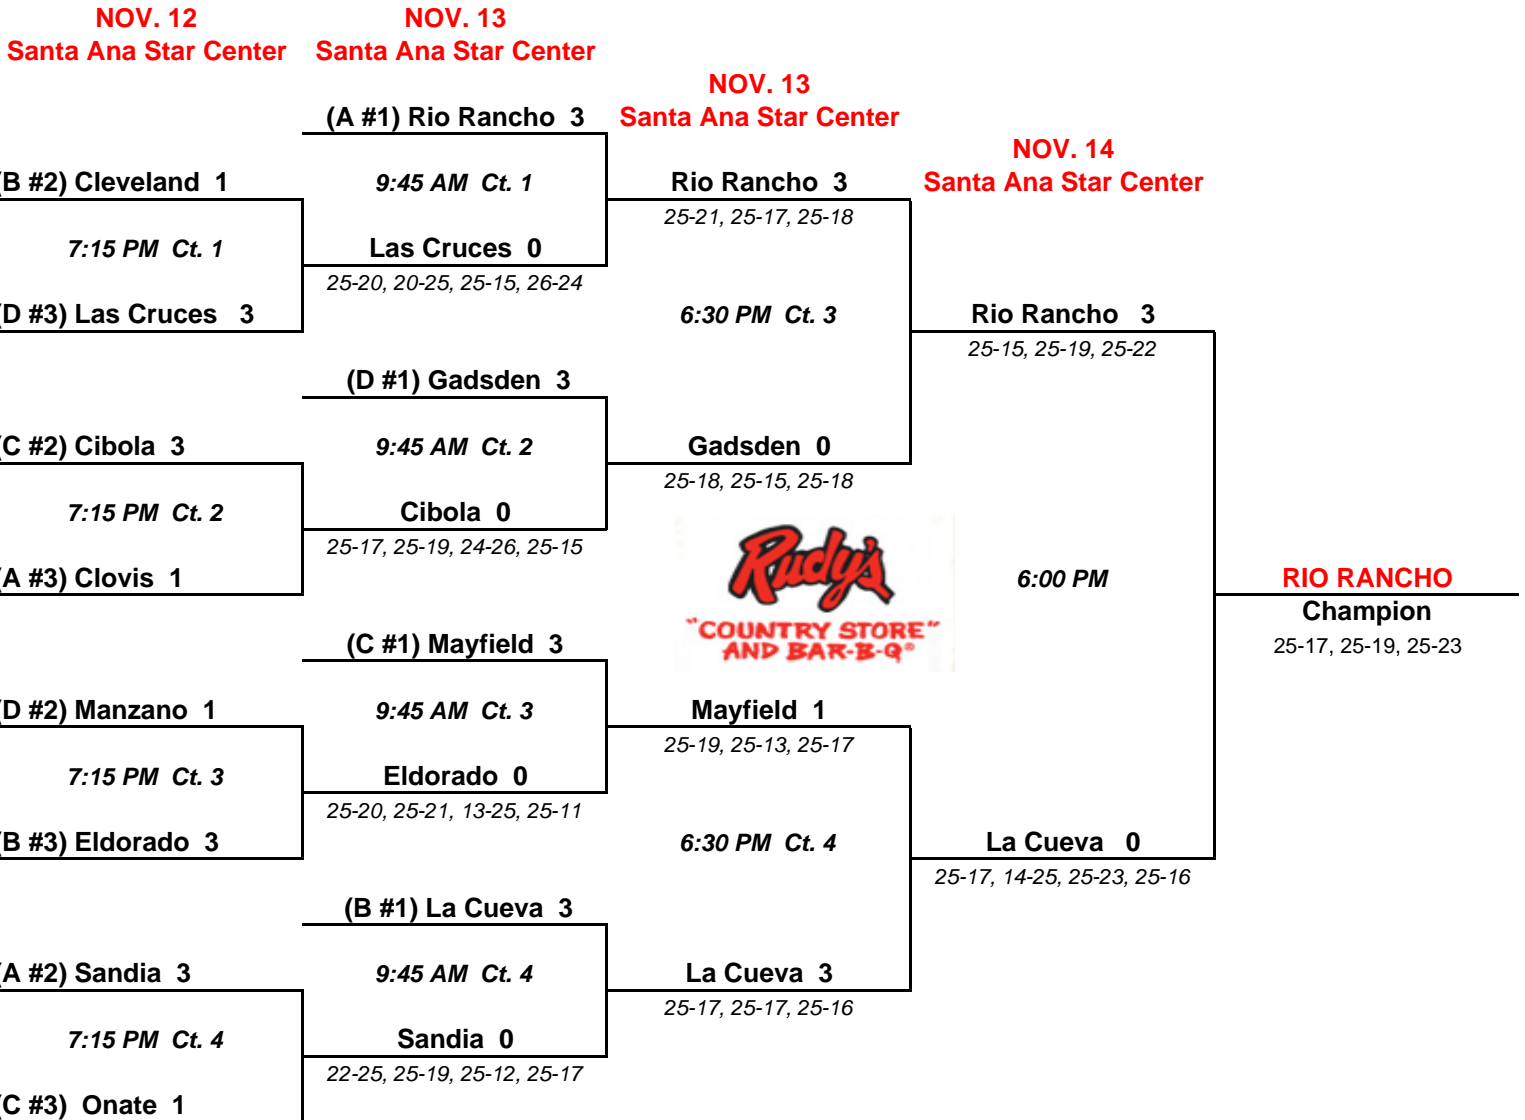 NOV. 12
Santa Ana Star Center
NOV. 13
Santa Ana Star Center
NOV. 13
Santa Ana Star Center
NOV. 14
Santa Ana Star Center
(B #2) Cleveland 1
7:15 PM Ct. 1
(D #3) Las Cruces 3
(C #2) Cibola 3
7:15 PM Ct. 2
(A #3) Clovis 1
(D #2) Manzano 1
7:15 PM Ct. 3
(B #3) Eldorado 3
(A #2) Sandia 3
7:15 PM Ct. 4
(C #3) Onate 1
(A #1) Rio Rancho 3
9:45 AM Ct. 1
Las Cruces 0
25-20, 20-25, 25-15, 26-24
(D #1) Gadsden 3
9:45 AM Ct. 2
Cibola 0
25-17, 25-19, 24-26, 25-15
(C #1) Mayfield 3
9:45 AM Ct. 3
Eldorado 0
25-20, 25-21, 13-25, 25-11
(B #1) La Cueva 3
9:45 AM Ct. 4
Sandia 0
22-25, 25-19, 25-12, 25-17
Rio Rancho 3
25-21, 25-17, 25-18
6:30 PM Ct. 3
Gadsden 0
25-18, 25-15, 25-18
Rudy's
"COUNTRY STORE"
AND BAR-B-Q®
Mayfield 1
25-19, 25-13, 25-17
6:30 PM Ct. 4
La Cueva 3
25-17, 25-17, 25-16
Rio Rancho 3
25-15, 25-19, 25-22
6:00 PM
La Cueva 0
25-17, 14-25, 25-23, 25-16
RIO RANCHO
Champion
25-17, 25-19, 25-23